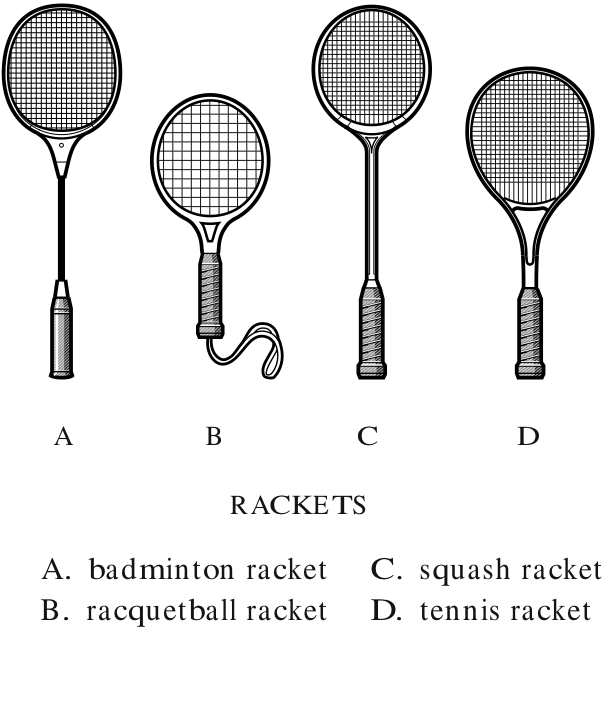 A B C D
RACKETS
A. badminton racket C. squash racket
B. racquetball racket D. tennis racket